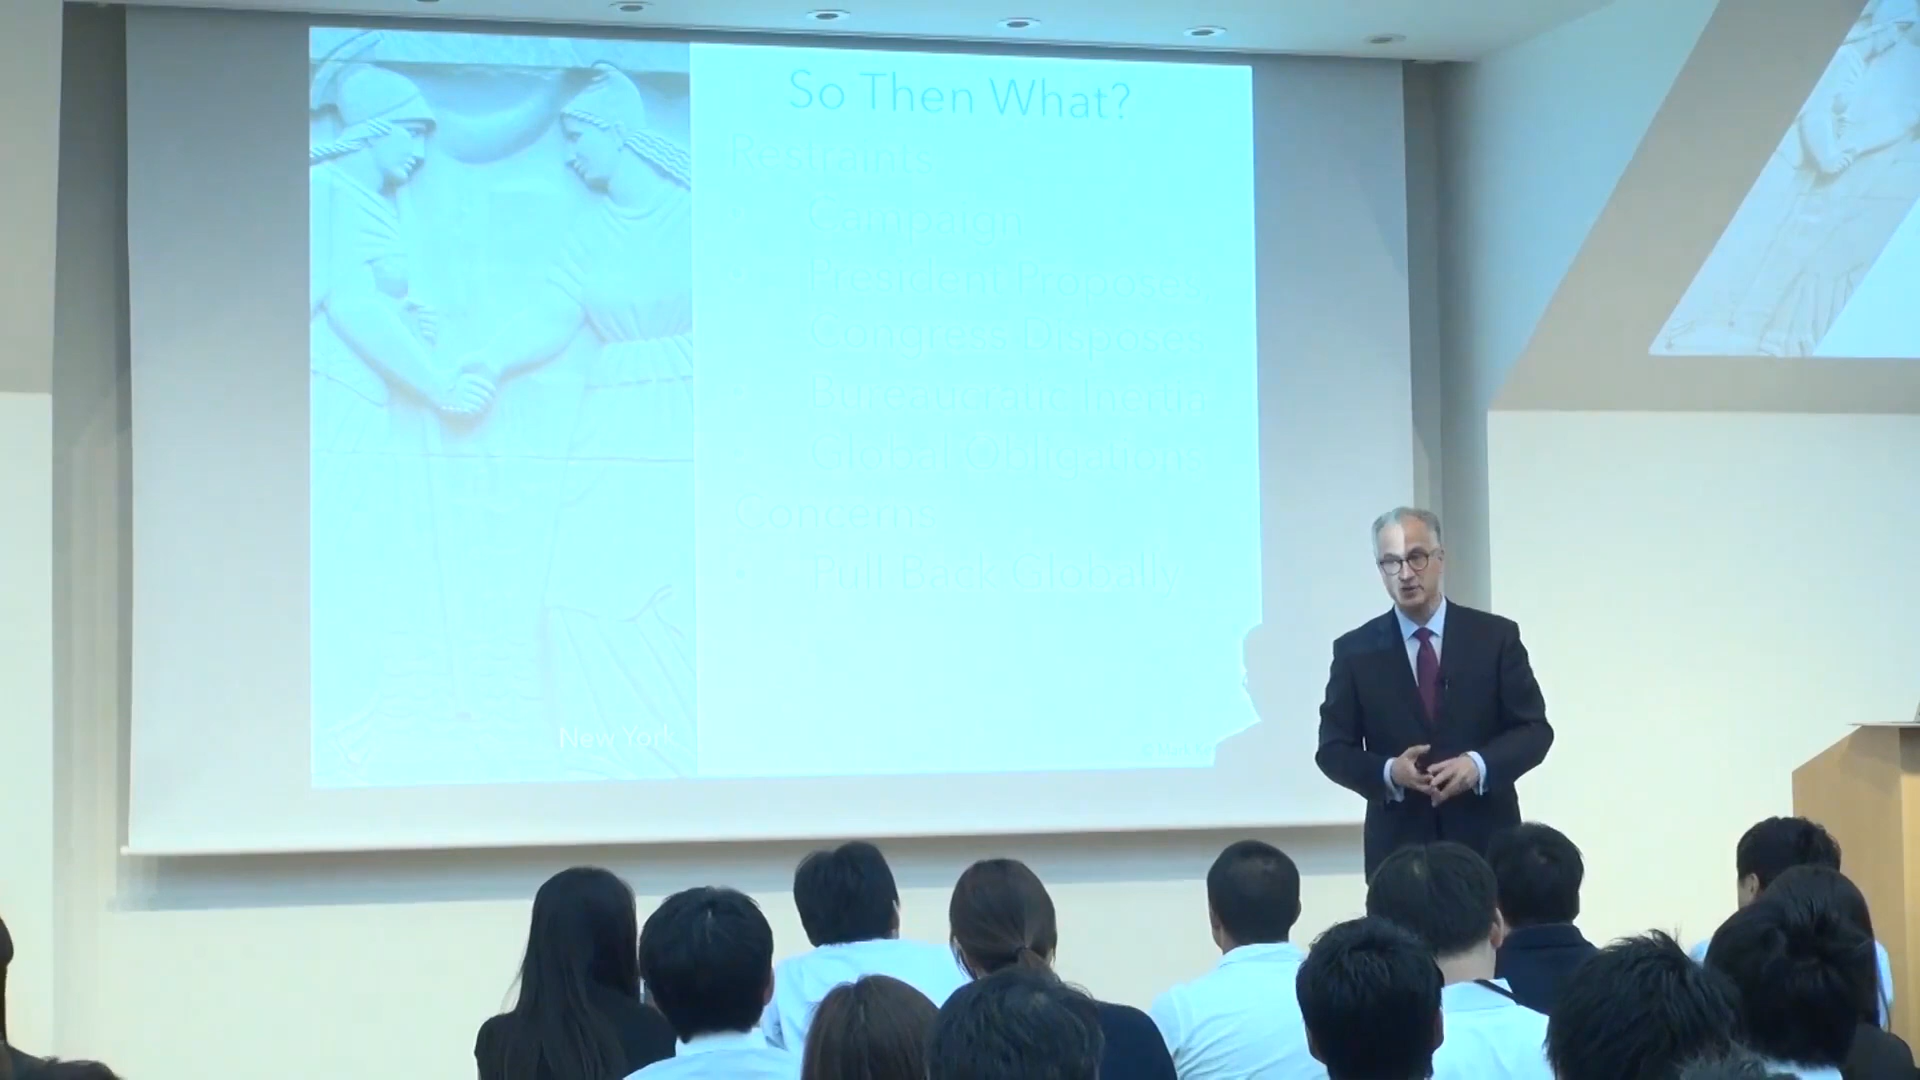 So Then What?
Restraints
• Campaign
• President Proposes
Congress Disposes
• Bureaucratic Inertia
• Global Obligations
Concerns
• Pull Back Globally
New York